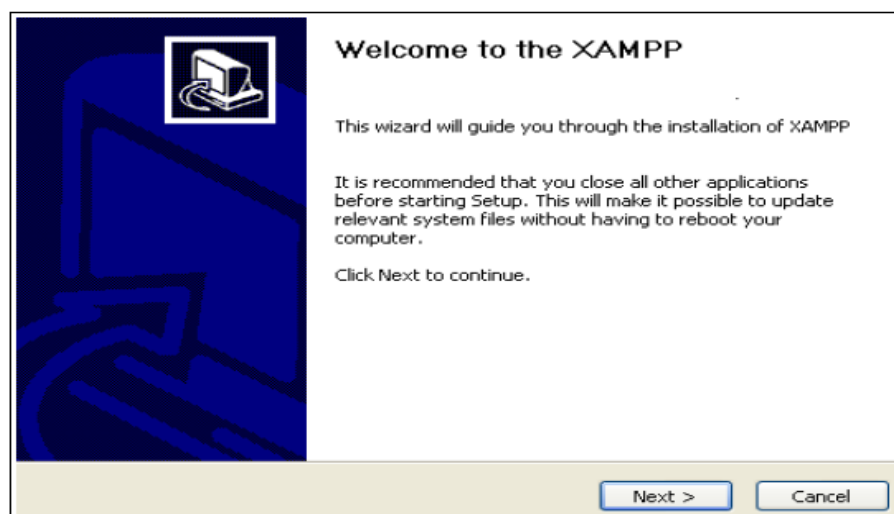 Welcome to the XAMPP
This wizard will guide you through the installation of XAMPP
It is recommended that you close all other applications
before starting Setup. This will make it possible to update
relevant system files without having to reboot your
computer.
Click Next to continue.
Next >
Cancel